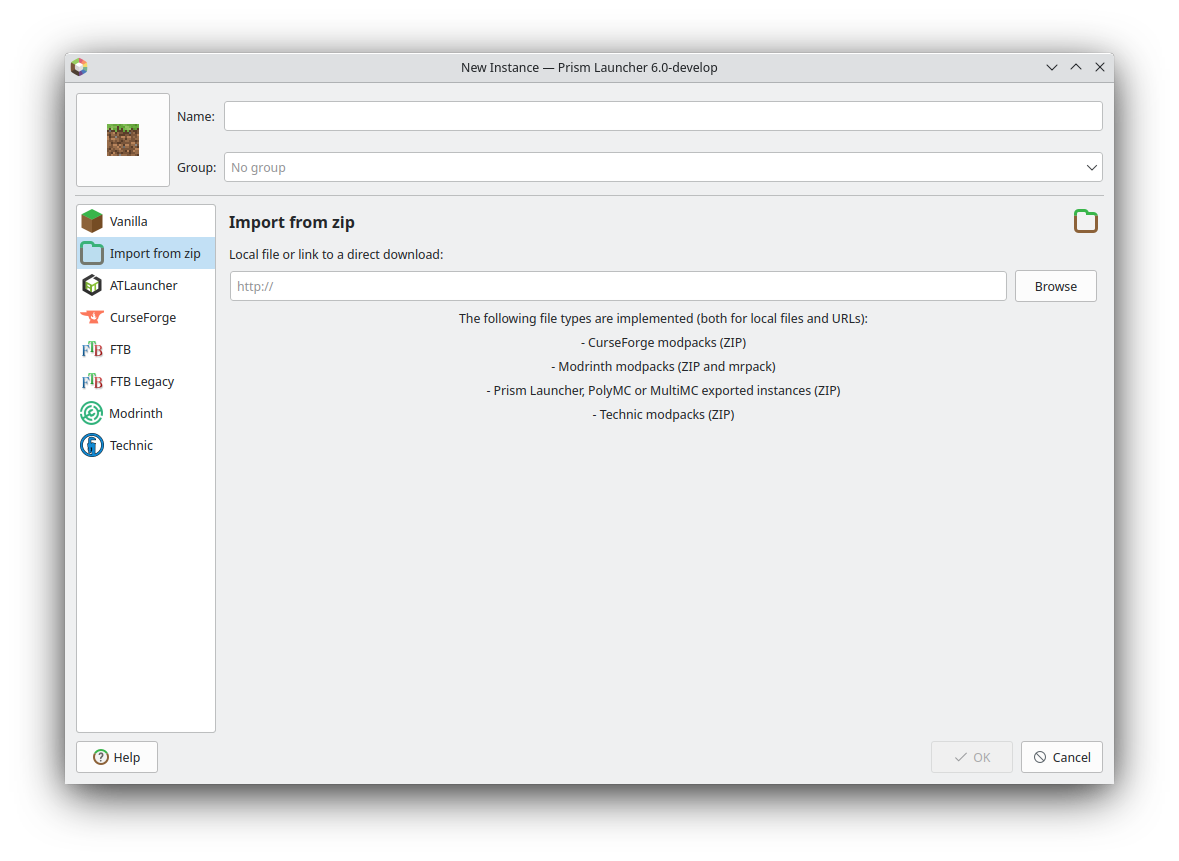 New Instance — Prism Launcher 6.0-develop
Name:
Group: No group
Vanilla
Import from zip
ATLauncher
CurseForge
FTB
FTB Legacy
Modrinth
Technic
Import from zip
Local file or link to a direct download:
http:// Browse
The following file types are implemented (both for local files and URLs):
- CurseForge modpacks (ZIP)
- Modrinth modpacks (ZIP and mrpack)
- Prism Launcher, PolyMC or MultiMC exported instances (ZIP)
- Technic modpacks (ZIP)
Help OK Cancel